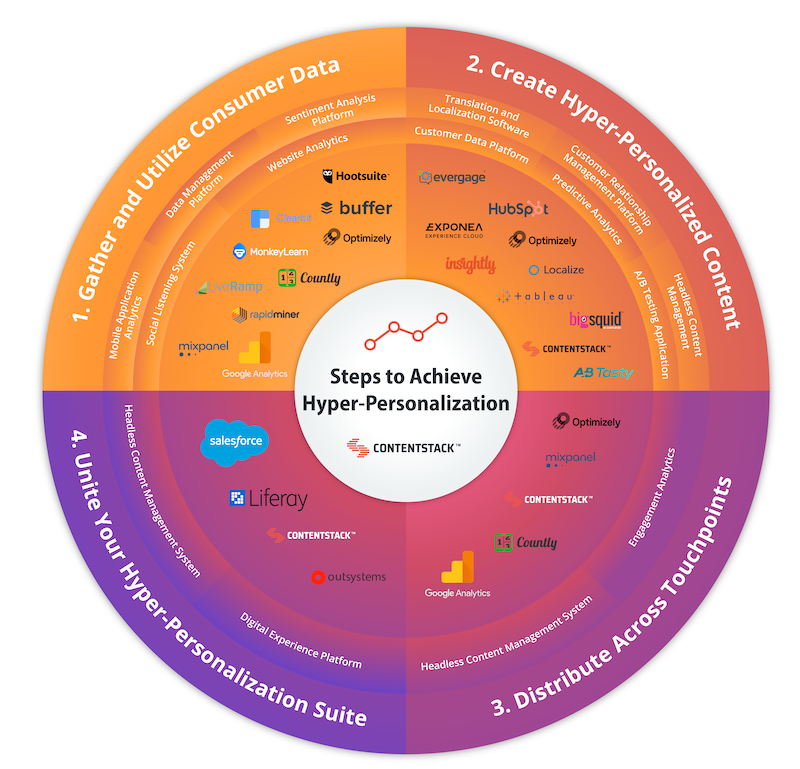 1. Gather and Utilize Consumer Data
Sentiment Analysis
Platform
Data Management
Platform
Mobile Application
Analytics
Website Analytics
Social Listening System
Hootsuite™
buffer
Optimizely
MonkeyLearn
Countly
Ramp
rapidminer
mixpanel
Google Analytics
2. Create Hyper-Personalized Content
Translation and
Localization Software
Customer Relationship
Management Platform
Headless Content
Management
Customer Data Platform
Predictive Analytics
A/B Testing Application
evergage
HubSpot
EXPONEA
EXPERIENCE CLOUD
Optimizely
insightly
Localize
tableau
bigsquid
CONTENTSTACK™
AB Tasty
Steps to Achieve
Hyper-Personalization
CONTENTSTACK™
3. Distribute Across Touchpoints
Engagement Analytics
Headless Content Management System
Optimizely
mixpanel
CONTENTSTACK™
Countly
Google Analytics
4. Unite Your Hyper-Personalization Suite
Headless Content Management System
Digital Experience Platform
salesforce
Liferay
CONTENTSTACK™
outsystems